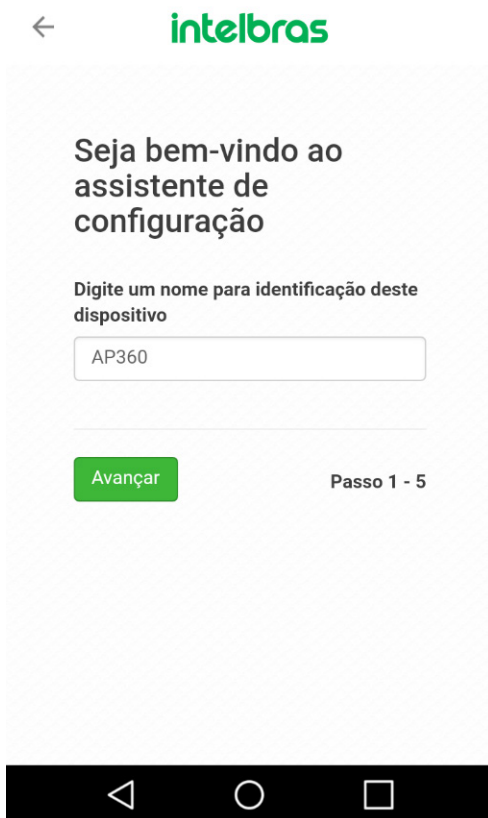 intelbras
Seja bem-vindo ao
assistente de
configuração
Digite um nome para identificação deste
dispositivo
AP360
Avançar
Passo 1 - 5